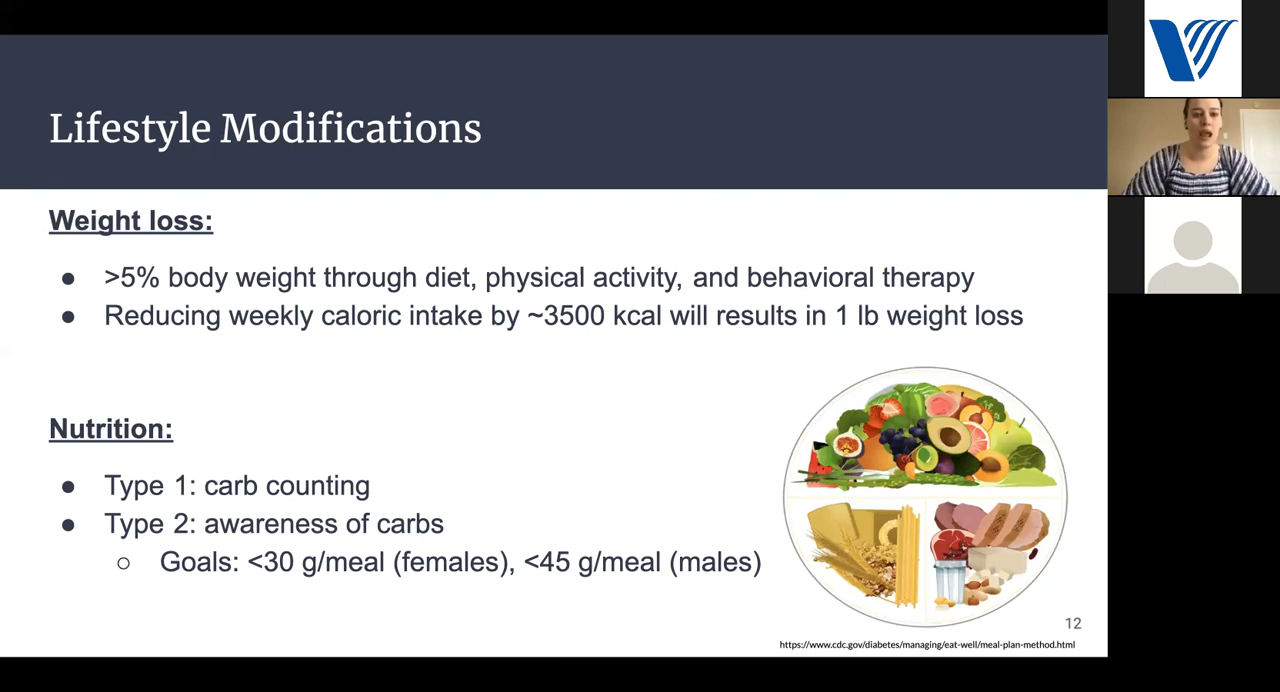 Lifestyle Modifications
Weight loss:
● >5% body weight through diet, physical activity, and behavioral therapy
● Reducing weekly caloric intake by ~3500 kcal will results in 1 lb weight loss
Nutrition:
● Type 1: carb counting
● Type 2: awareness of carbs
○ Goals: <30 g/meal (females), <45 g/meal (males)
12
https://www.cdc.gov/diabetes/managing/eat-well/meal-plan-method.html